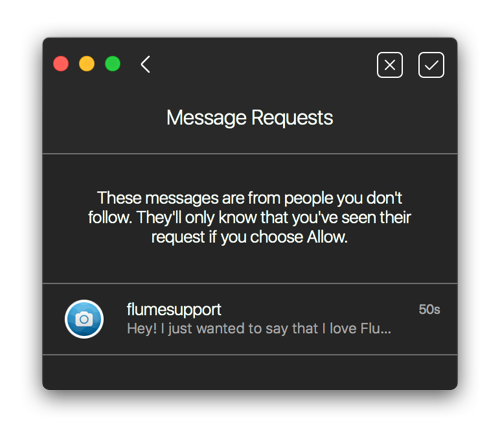 Message Requests
These messages are from people you don't
follow. They'll only know that you've seen their
request if you choose Allow.
flumesupport 50s
Hey! I just wanted to say that I love Flu...